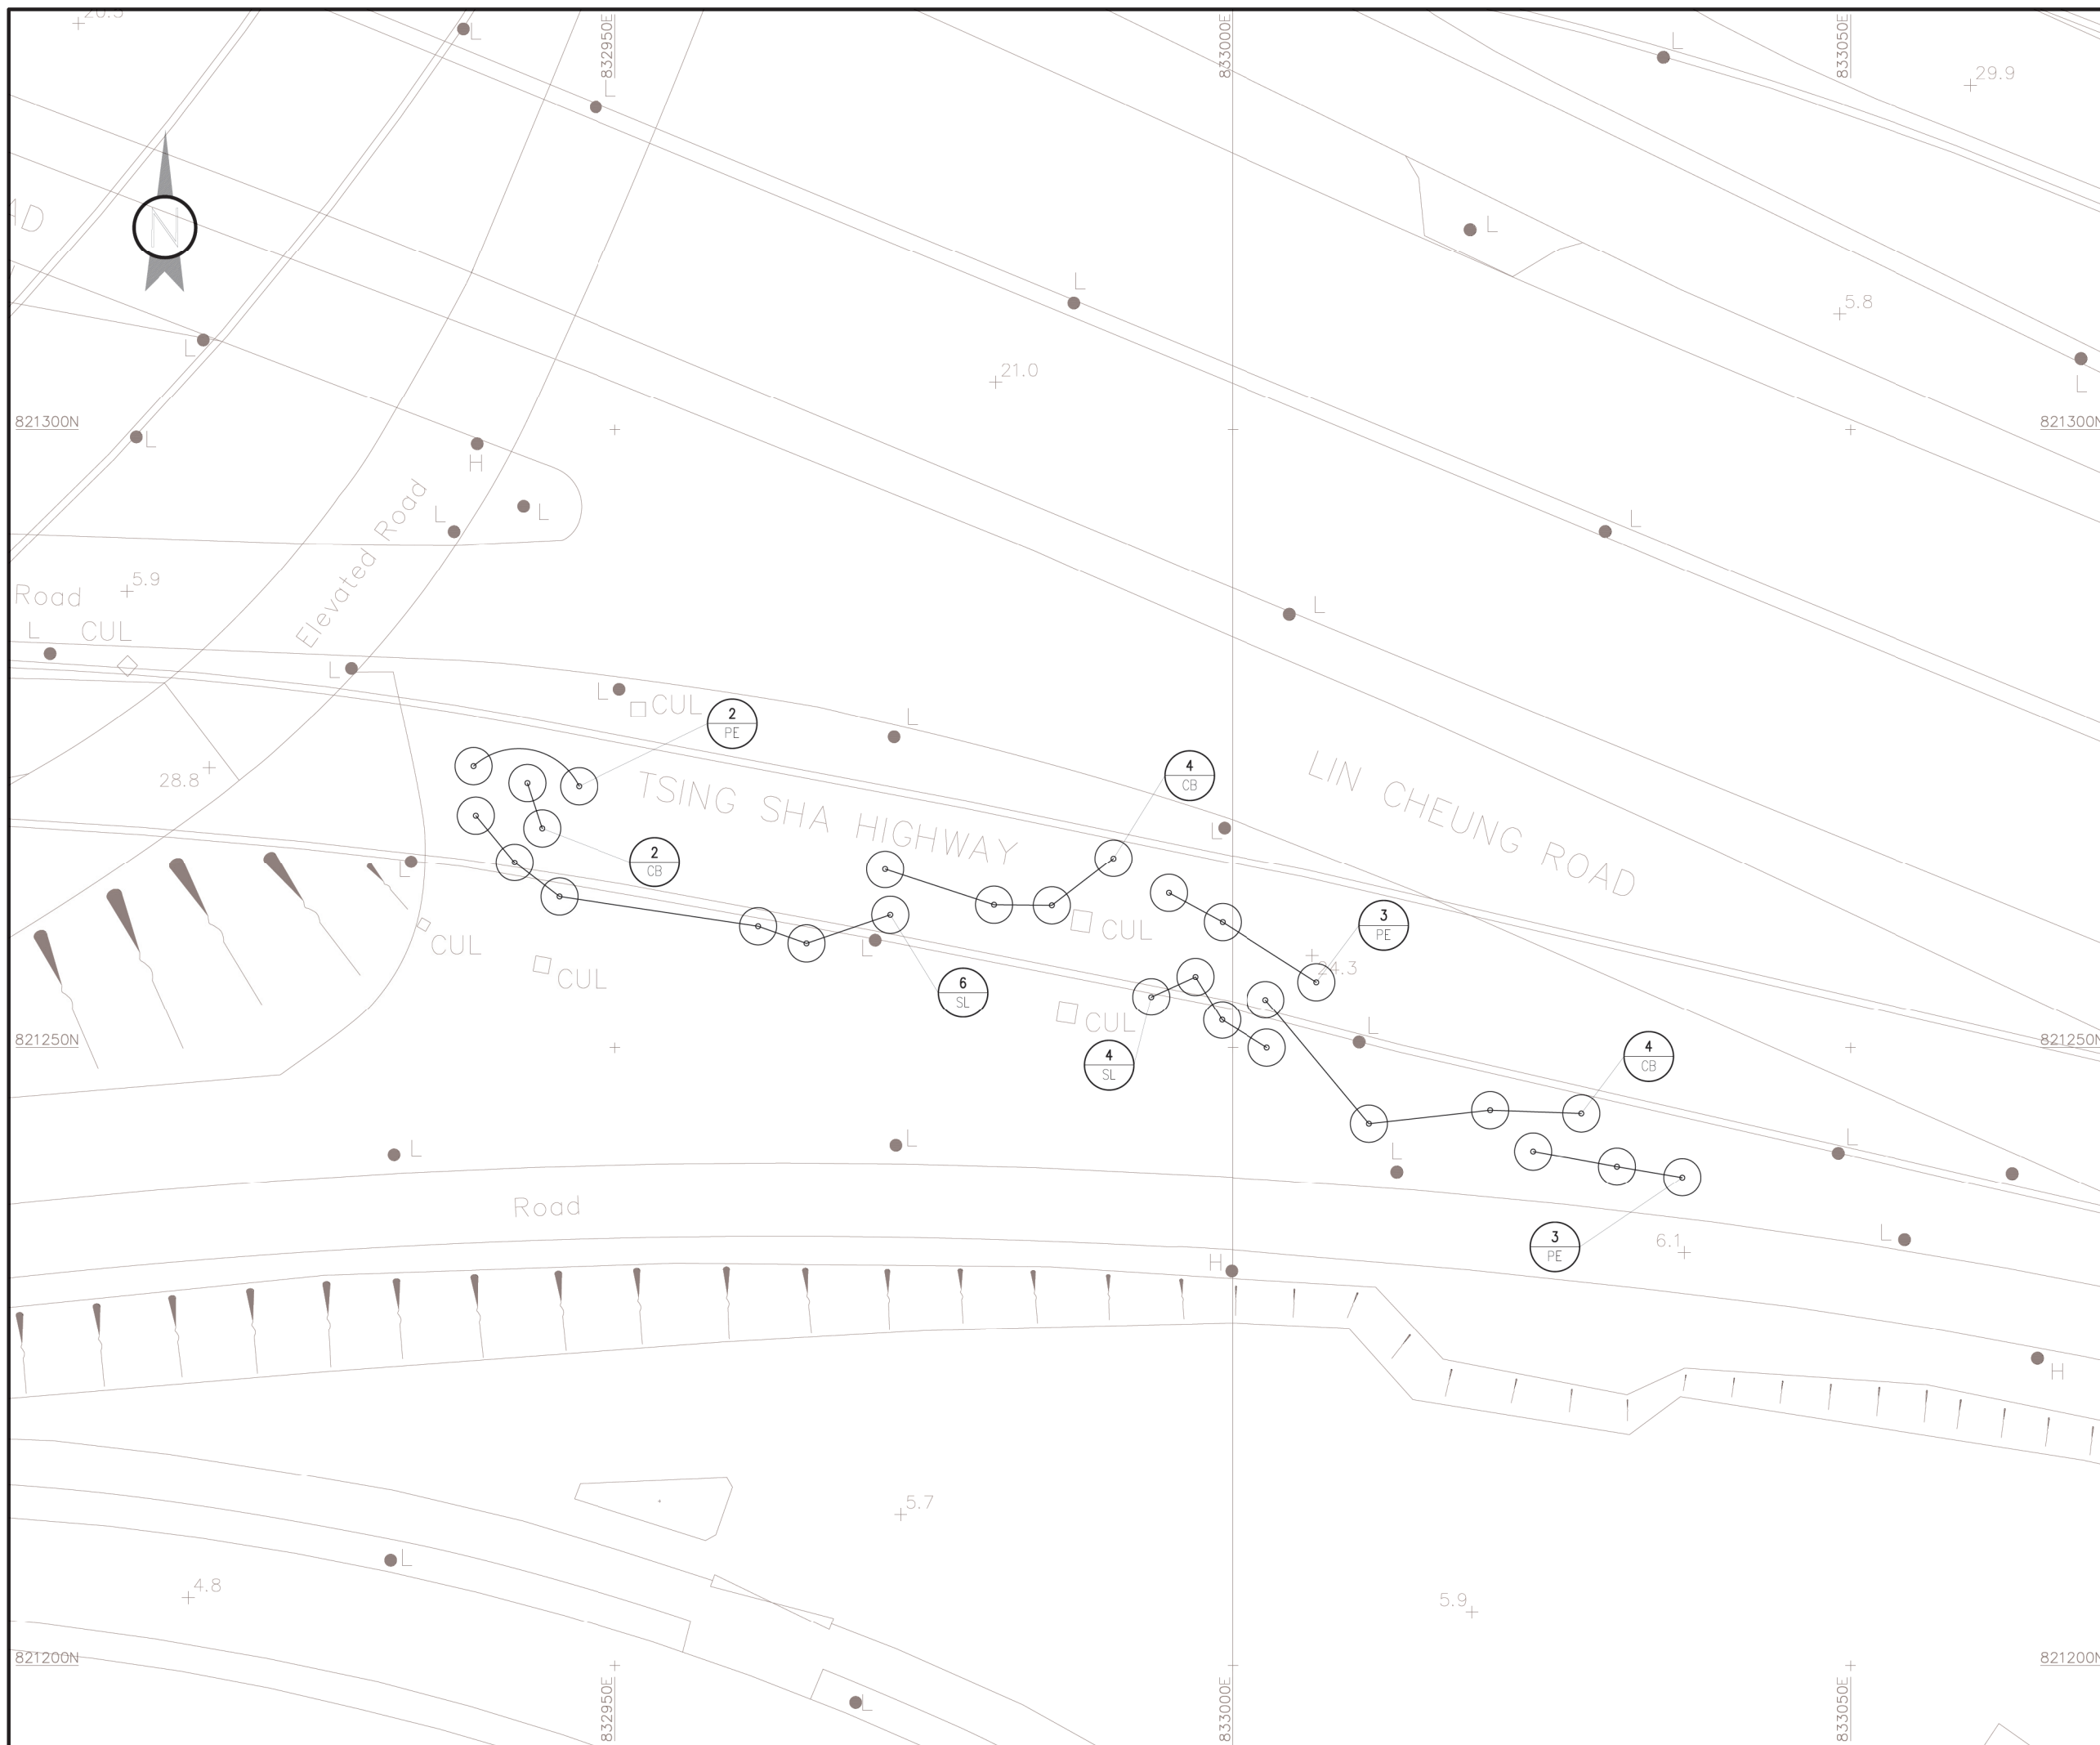 L
832950E
833000E
833050E
L
29.9
L
N
L
L
5.8
L
L
21.0
L
821300N
821300N
L
H
L
L
L
Elevated Road
5.9
Road
L
L
CUL
L
L
CUL
2
PE
L
28.8
TSING SHA HIGHWAY
LIN CHEUNG ROAD
4
CB
L
L
2
CB
3
PE
CUL
CUL
L
24.3
CUL
6
SL
CUL
L
821250N
821250N
4
SL
4
CB
L
L
L
L
Road
3
PE
6.1
L
H
H
5.7
L
4.8
5.9
821200N
821200N
832950E
L
833000E
833050E